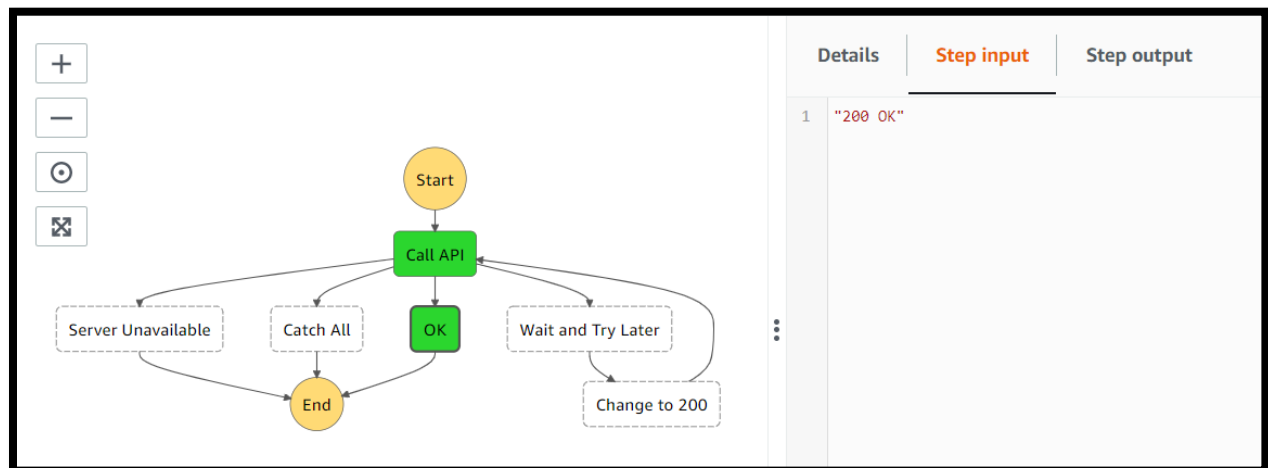 Details
Step input
Step output
1 "200 OK"
Start
Call API
Server Unavailable
Catch All
OK
Wait and Try Later
End
Change to 200